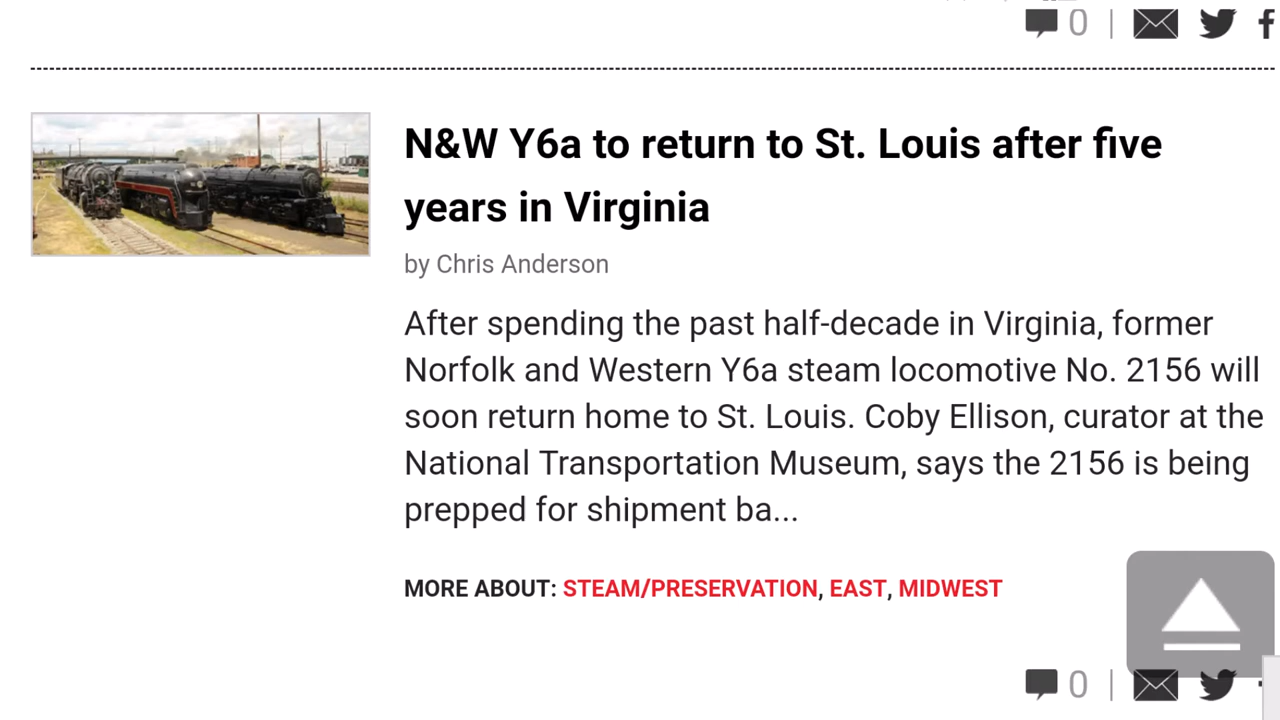 0 |
N&W Y6a to return to St. Louis after five
years in Virginia
by Chris Anderson
After spending the past half-decade in Virginia, former
Norfolk and Western Y6a steam locomotive No. 2156 will
soon return home to St. Louis. Coby Ellison, curator at the
National Transportation Museum, says the 2156 is being
prepped for shipment ba...
MORE ABOUT: STEAM/PRESERVATION, EAST, MIDWEST
0 |